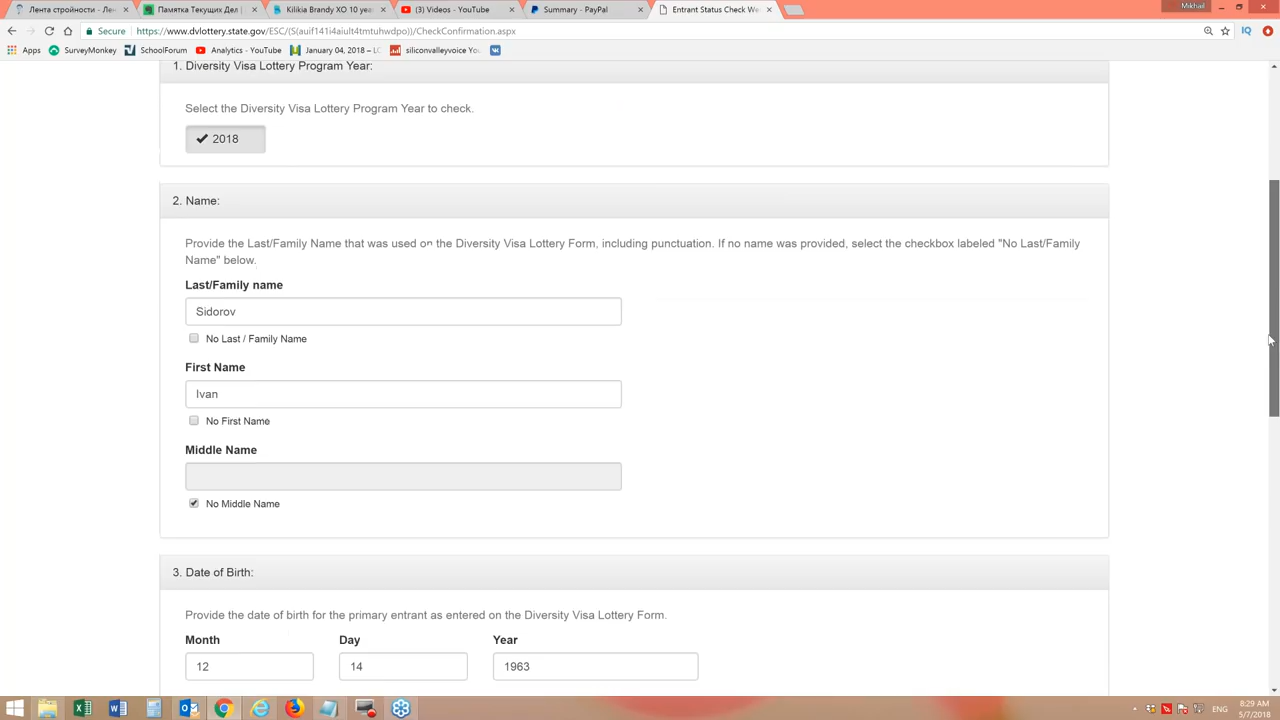 Mikhail
Лента стройности - Лен
Памятка Текущих Дел
Kilikia Brandy XO 10 yea
(3) Videos - YouTube
Summary - PayPal
Entrant Status Check We
Secure
https://www.dvlottery.state.gov/ESC/(S(auif141i4aiult4tmtuhwdpo))/CheckConfirmation.aspx
Apps
SurveyMonkey
SchoolForum
Analytics - YouTube
January 04, 2018 – LC
siliconvalleyvoice You
1. Diversity Visa Lottery Program Year:
Select the Diversity Visa Lottery Program Year to check.
2018
2. Name:
Provide the Last/Family Name that was used on the Diversity Visa Lottery Form, including punctuation. If no name was provided, select the checkbox labeled "No Last/Family
Name" below.
Last/Family name
Sidorov
No Last / Family Name
First Name
Ivan
No First Name
Middle Name
No Middle Name
3. Date of Birth:
Provide the date of birth for the primary entrant as entered on the Diversity Visa Lottery Form.
Month Day Year
12 14 1963
ENG
8:29 AM
5/7/2018